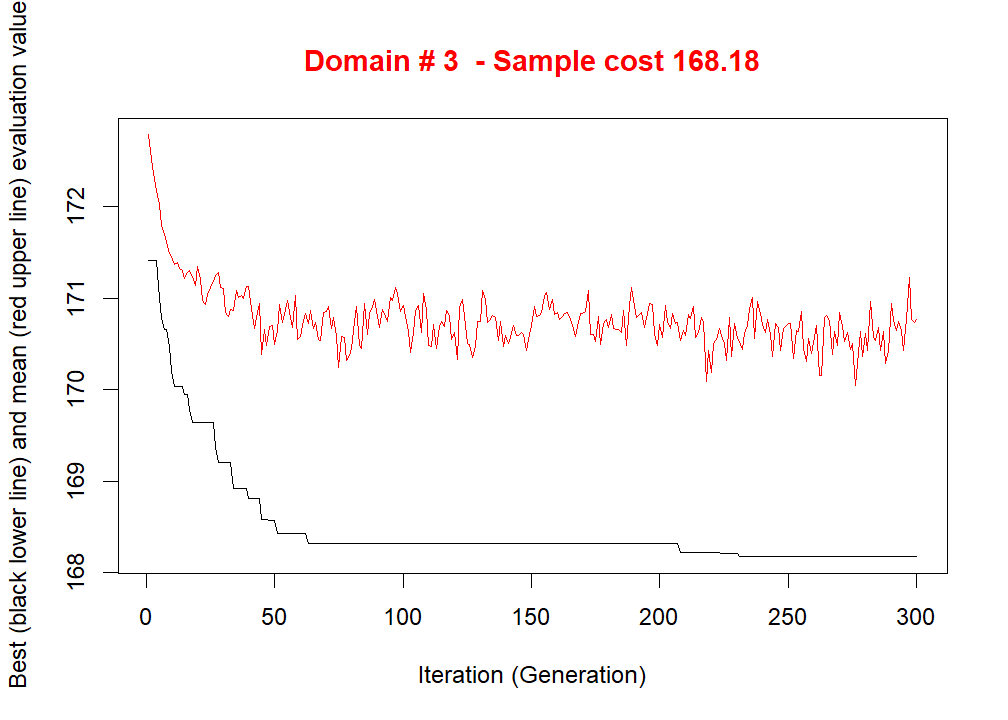 Domain # 3  - Sample cost 168.18
Best (black lower line) and mean (red upper line) evaluation value
172
171
170
169
168
0 50 100 150 200 250 300
Iteration (Generation)